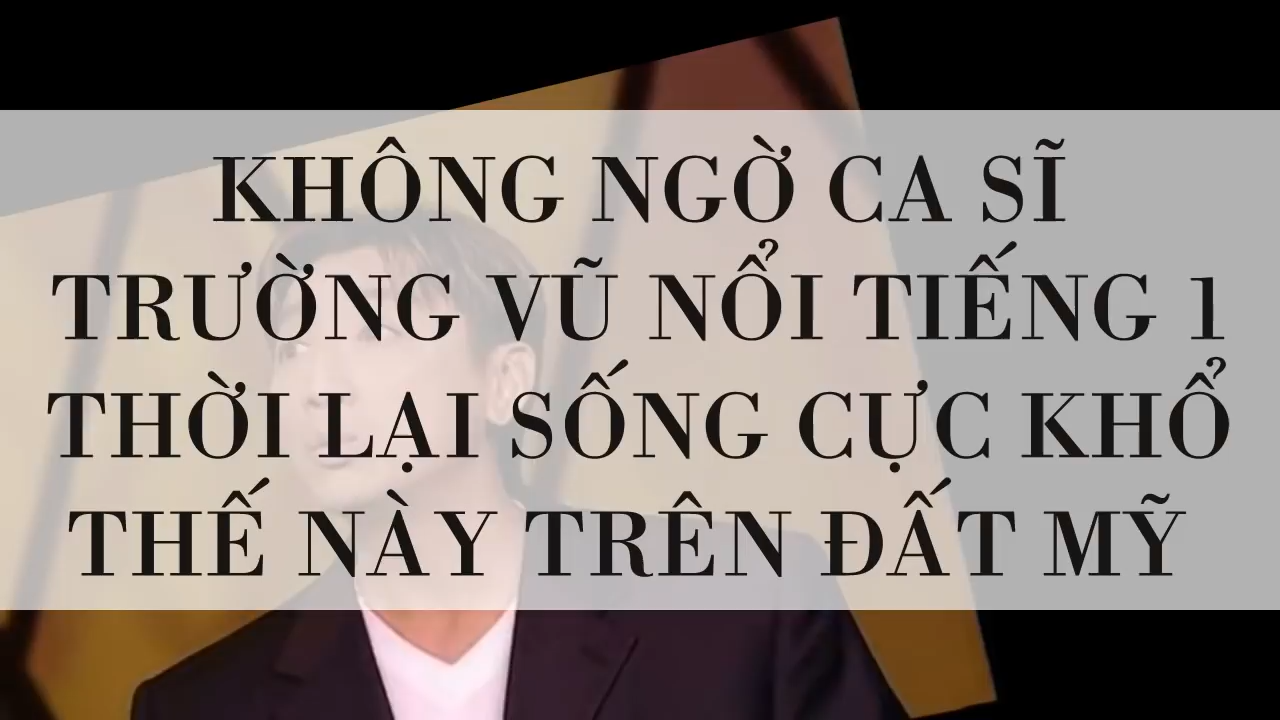 KHÔNG NGỜ CA SĨ
TRƯỜNG VŨ NỔI TIẾNG 1
THỜI LẠI SỐNG CỰC KHỔ
THẾ NÀY TRÊN ĐẤT MỸ